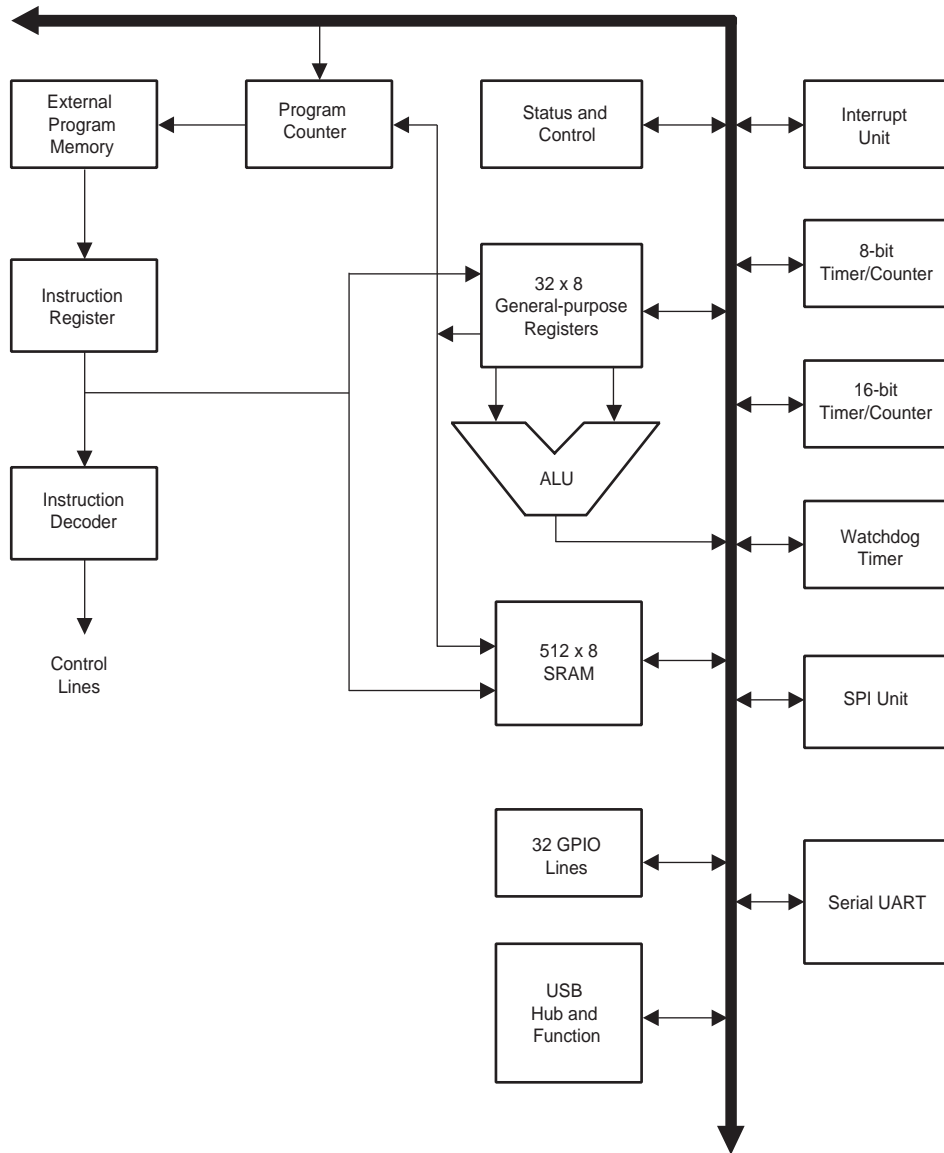 External
Program
Memory
Program
Counter
Status and
Control
Interrupt
Unit
8-bit
Timer/Counter
32 x 8
General-purpose
Registers
Instruction
Register
16-bit
Timer/Counter
ALU
Instruction
Decoder
Watchdog
Timer
Control
Lines
512 x 8
SRAM
SPI Unit
32 GPIO
Lines
Serial UART
USB
Hub and
Function